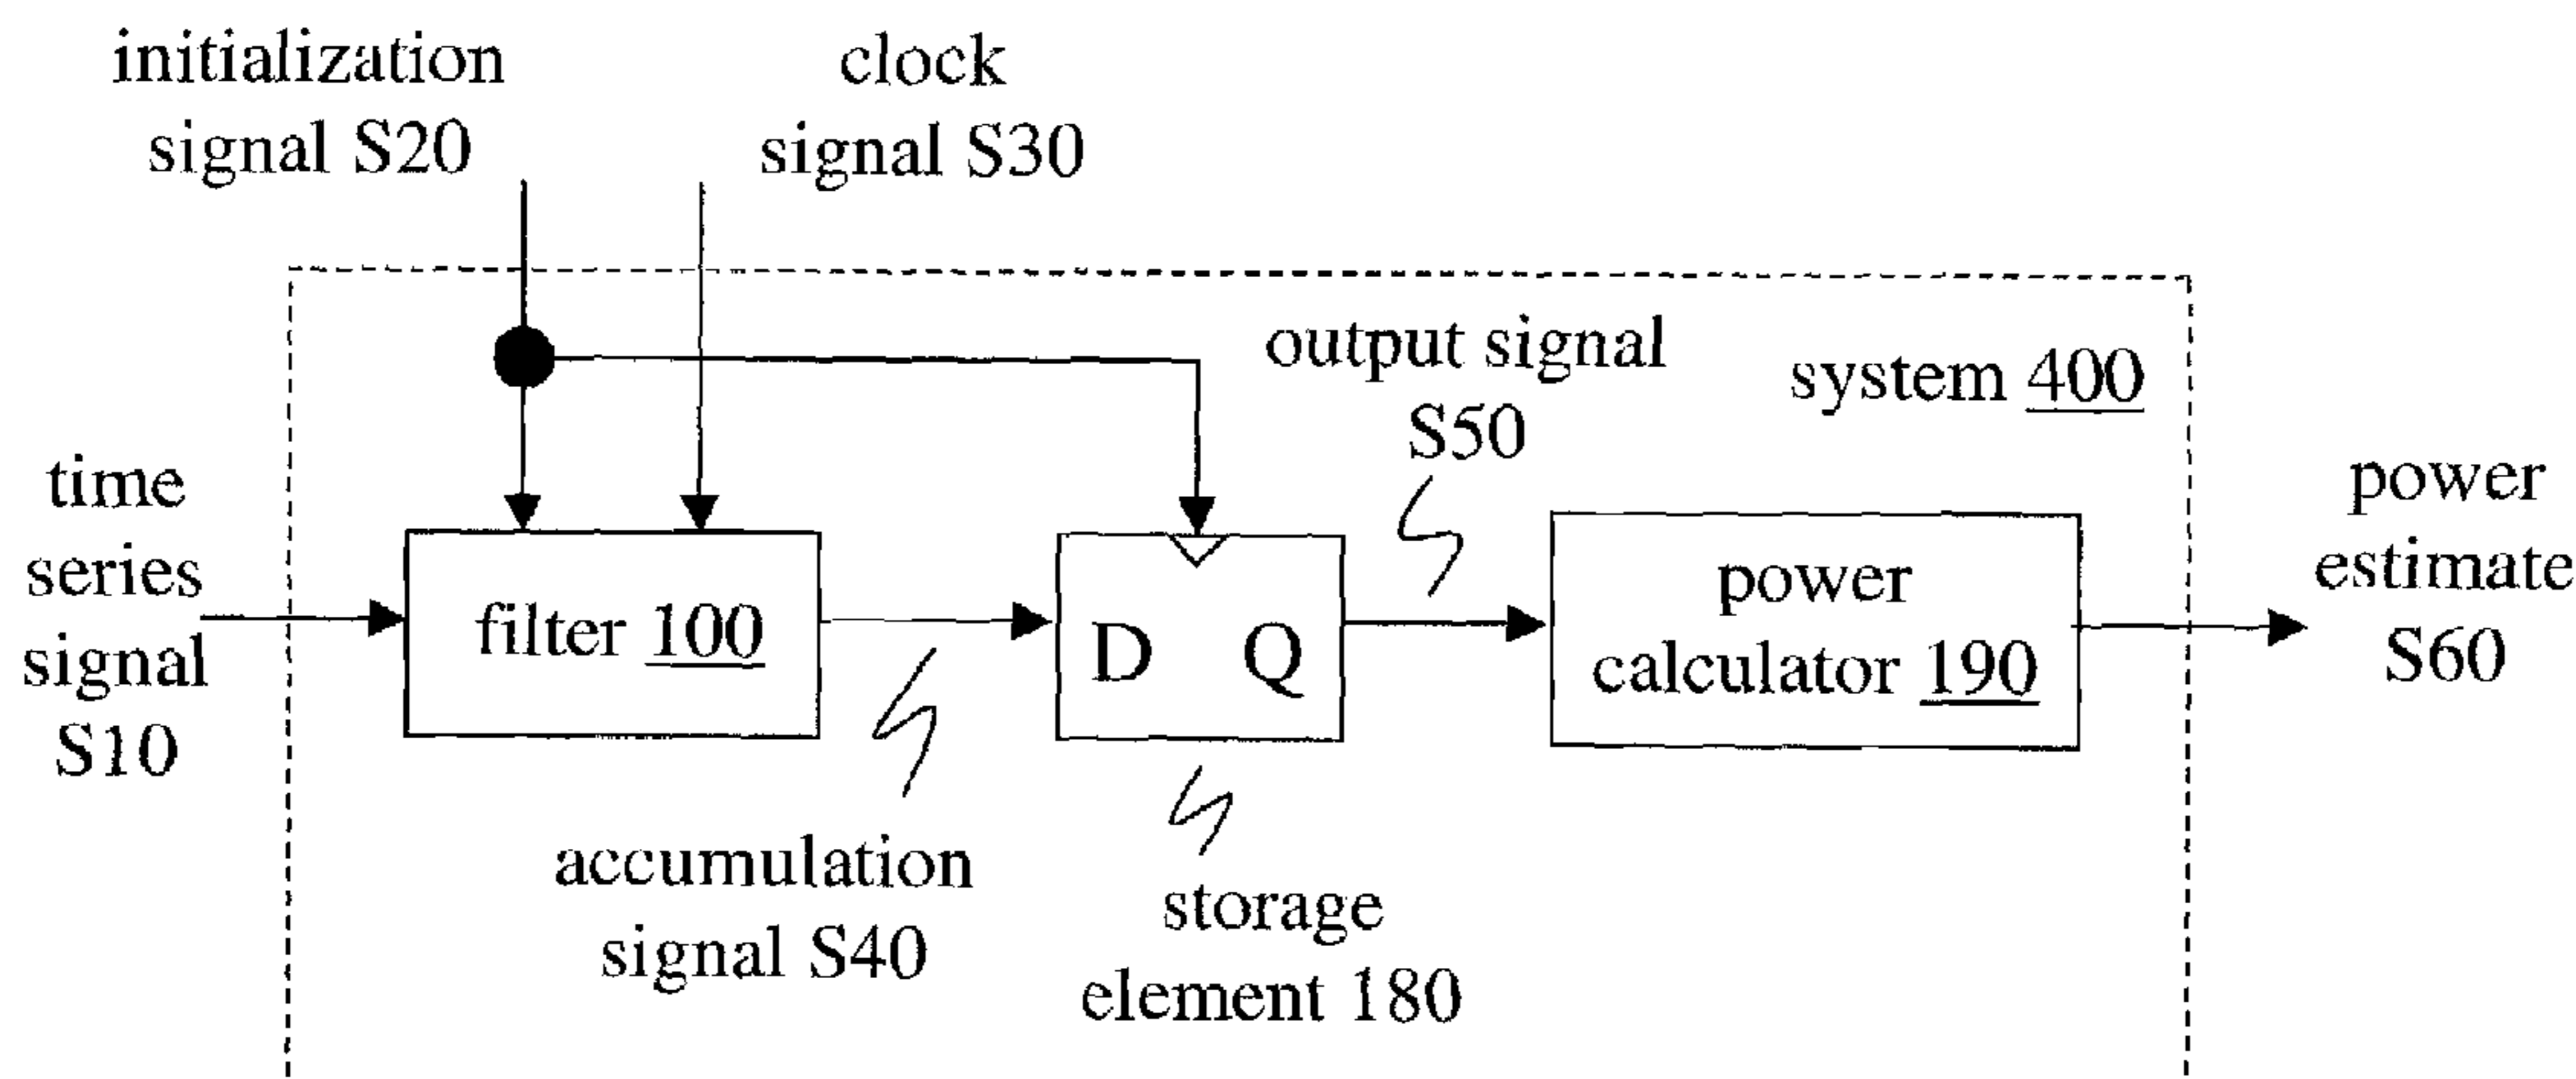 initialization
signal S20
clock
signal S30
output signal
S50
system 400
time
series
signal
S10
filter 100
D Q
power
calculator 190
power
estimate
S60
accumulation
signal S40
storage
element 180